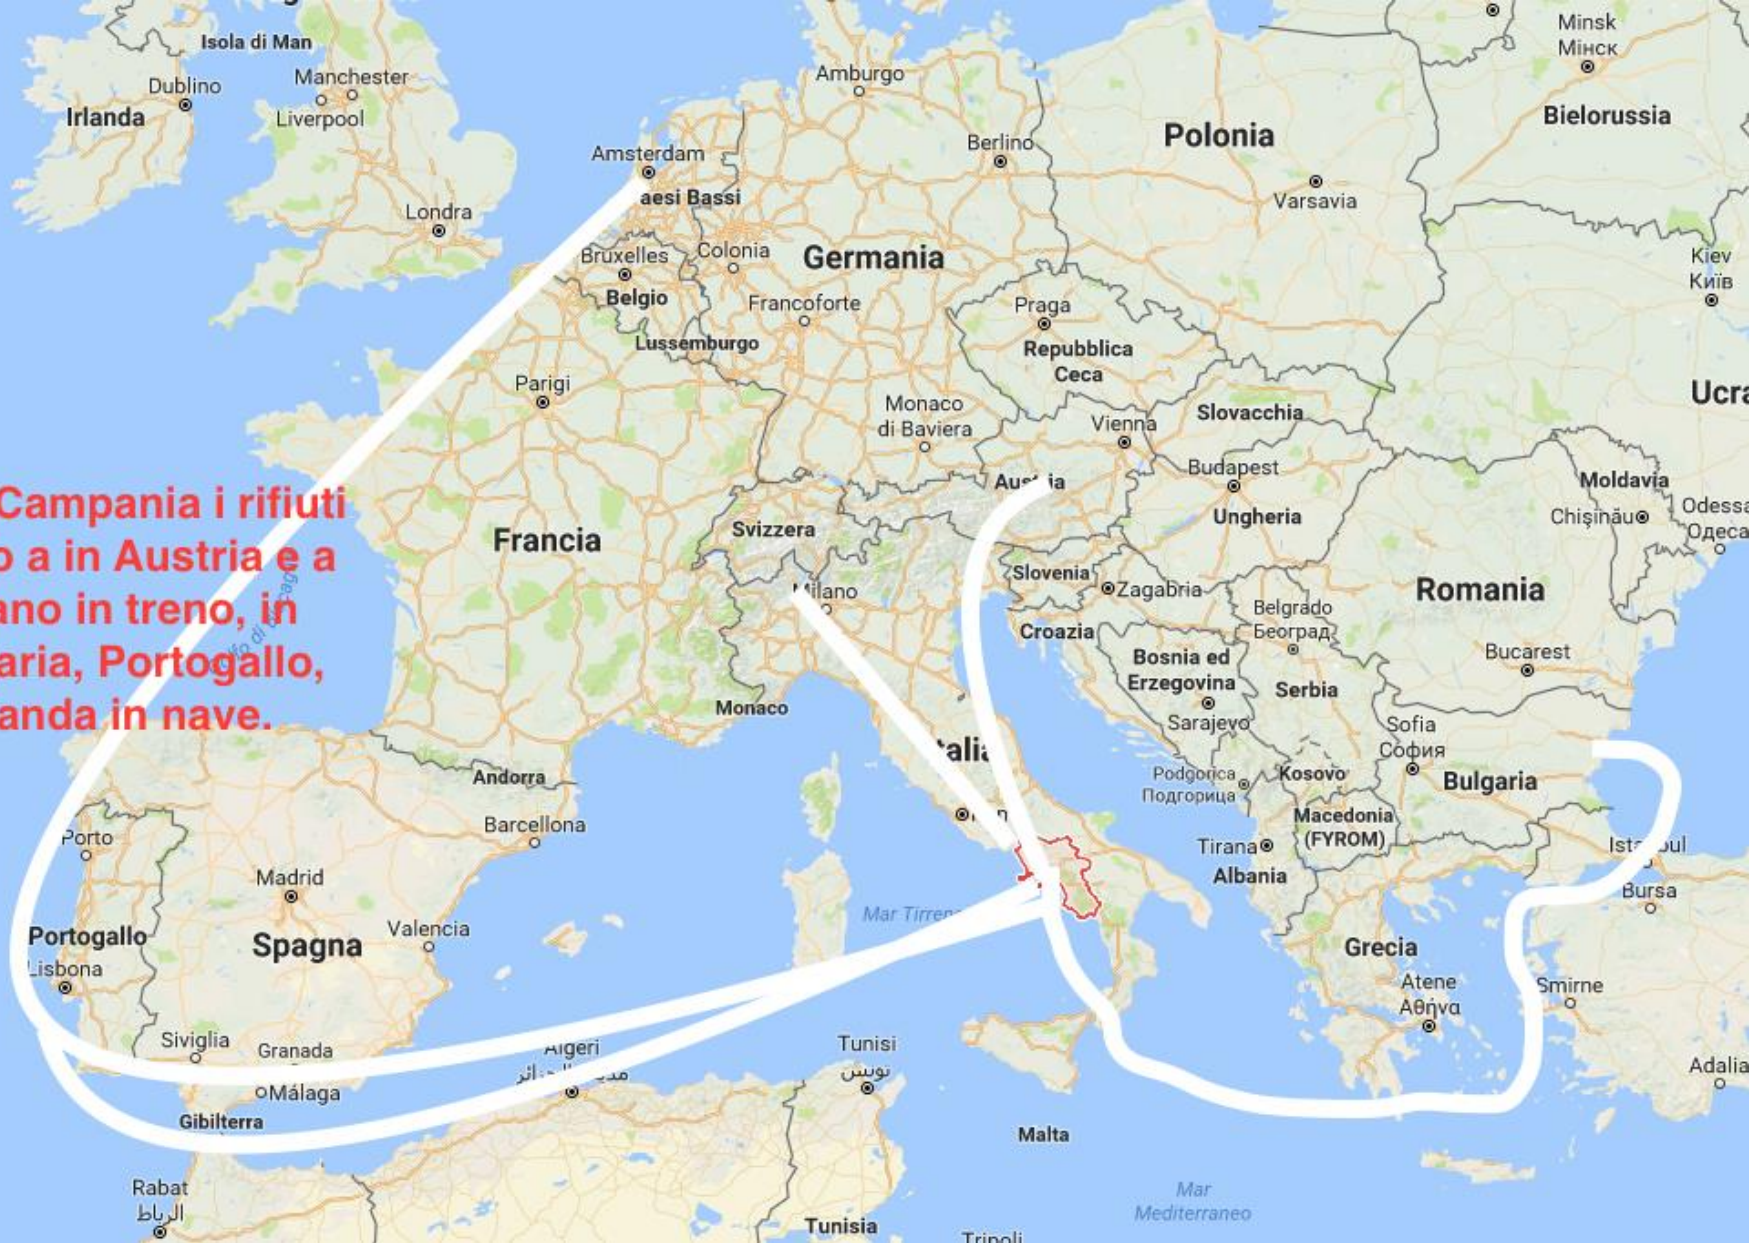 Isola di Man
Dublino
Irlanda
Manchester
Liverpool
Londra
Amsterdam
aesi Bassi
Bruxelles
Belgio
Lussemburgo
Amburgo
Berlino
Colonia
Germania
Francoforte
Monaco
di Baviera
Polonia
Varsavia
Minsk
Мінск
Bielorussia
Kiev
Київ
Ucra
Praga
Repubblica
Ceca
Slovacchia
Vienna
Austria
Budapest
Ungheria
Moldavia
Chişinău
Odessa
Одеса
Parigi
Francia
Svizzera
Milano
Monaco
Campania i rifiuti
o a in Austria e a
ano in treno, in
aria, Portogallo,
anda in nave.
Slovenia
Zagabria
Croazia
Bosnia ed
Erzegovina
Sarajevo
Belgrado
Београд
Serbia
Romania
Bucarest
Sofia
София
Bulgaria
Podgorica
Подгорица
Kosovo
Macedonia
(FYROM)
Tirana
Albania
Istanbul
Bursa
Grecia
Atene
Αθήνα
Smirne
Adalia
talia
Mar Tirreno
Andorra
Barcellona
Porto
Madrid
Portogallo
Lisbona
Spagna
Valencia
Siviglia
Granada
Málaga
Gibilterra
Algeri
Tunisi
تونس
Malta
Rabat
الرباط
Tunisia
Tripoli
Mar
Mediterraneo